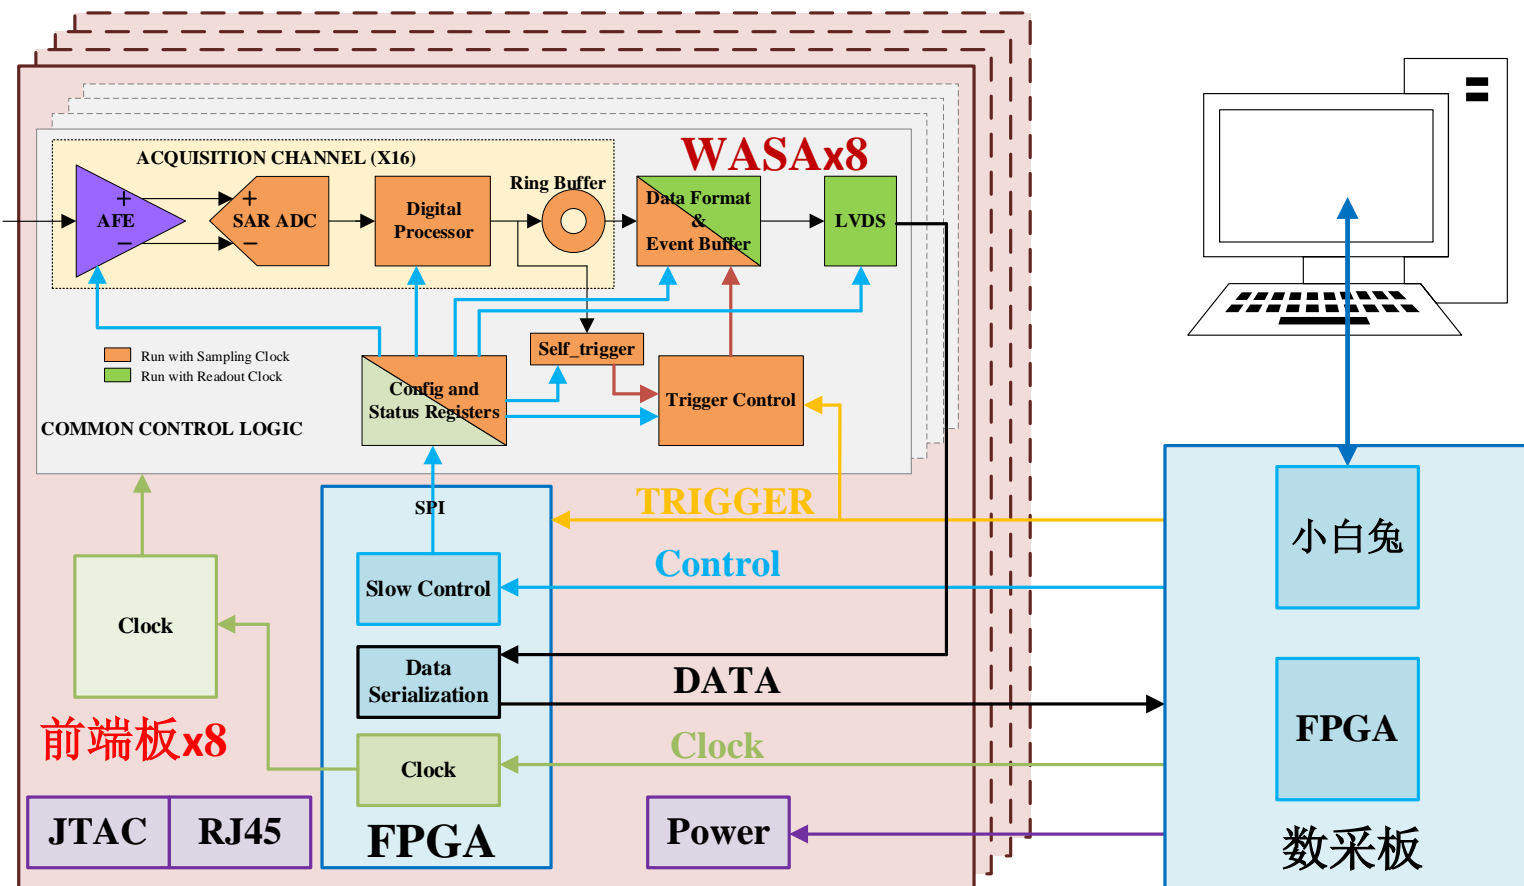 WASAx8
ACQUISITION CHANNEL (X16)
Ring Buffer
AFE
+
−
+
−
SAR ADC
Digital
Processor
Data Format
&
Event Buffer
LVDS
Self_trigger
Run with Sampling Clock
Run with Readout Clock
Config and
Status Registers
Trigger Control
COMMON CONTROL LOGIC
SPI
TRIGGER
小白兔
Control
Slow Control
Clock
Data
Serialization
DATA
FPGA
前端板x8
Clock
Clock
JTAC
RJ45
FPGA
Power
数采板